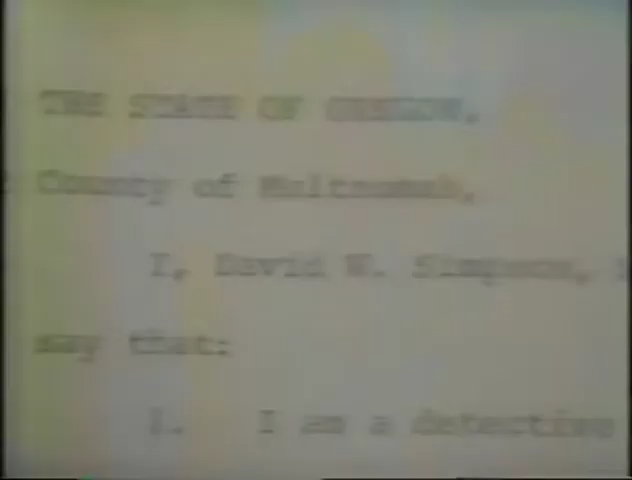 THE STATE OF OREGON,
County of Multnomah,
I, David W. Simpson,
say that:
1. I am a detective